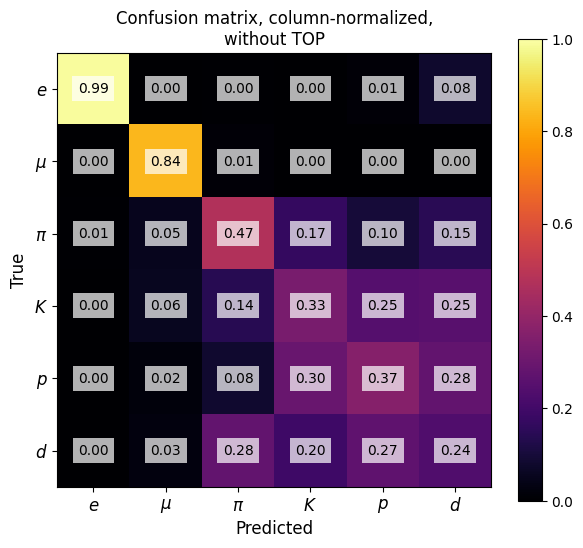 Confusion matrix, column-normalized,
without TOP
1.0
e 0.99 0.00 0.00 0.00 0.01 0.08
μ 0.00 0.84 0.01 0.00 0.00 0.00
0.8
π 0.01 0.05 0.47 0.17 0.10 0.15
0.6
True
K 0.00 0.06 0.14 0.33 0.25 0.25
0.4
p 0.00 0.02 0.08 0.30 0.37 0.28
0.2
d 0.00 0.03 0.28 0.20 0.27 0.24
0.0
e μ π K p d
Predicted